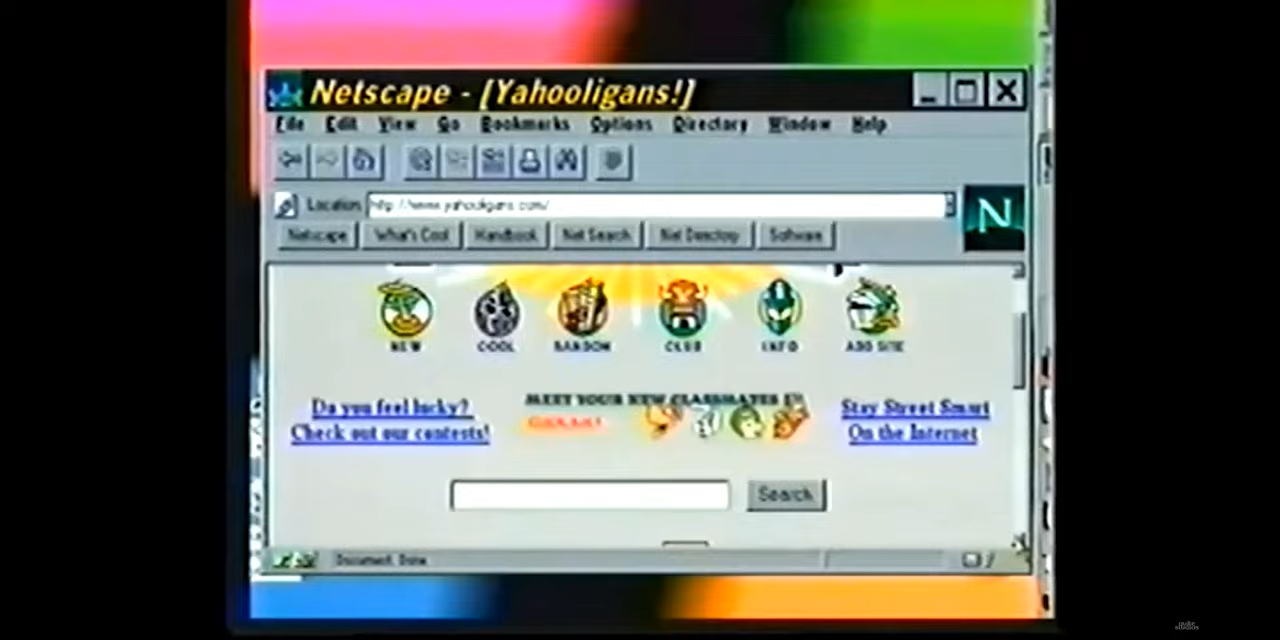 Netscape - [Yahooligans!]
File Edit View Go Bookmarks Options Directory Window Help
Location: http://www.yahooligans.com/
N
Netscape What's Cool Handbook Net Search Net Directory Software
NEW COOL RANDOM CLUB INFO ADD SITE
Do you feel lucky?
Check out our contests!
MEET YOUR NEW CLASSMATES
Stay Street Smart
On the Internet
Search
Document: Done